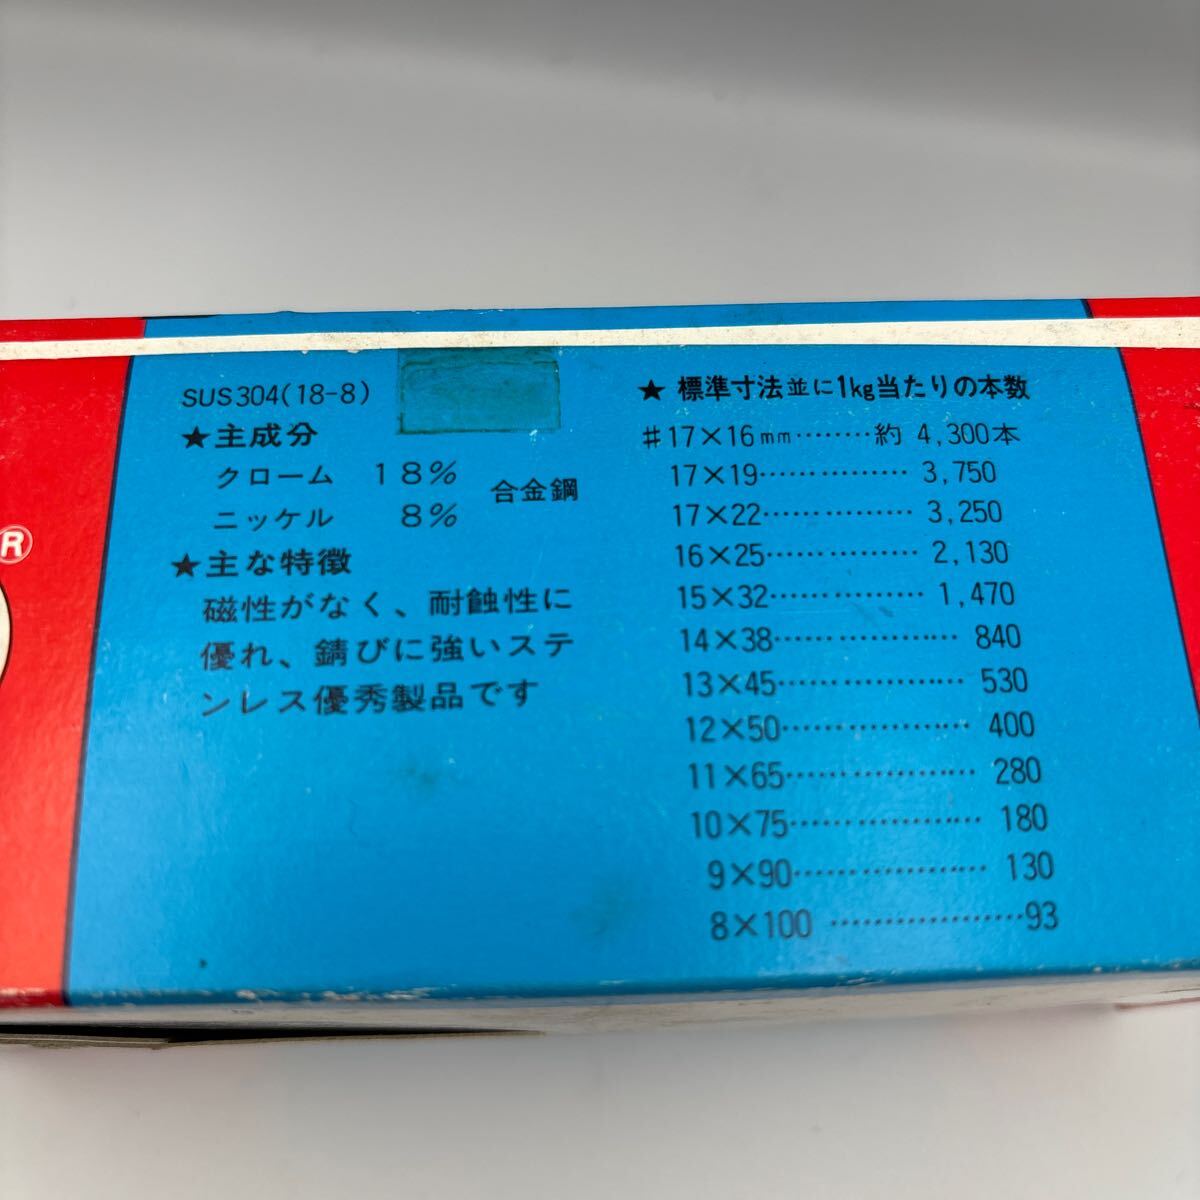 SUS304(18-8)
★主成分
クローム 18%
合金鋼
ニッケル 8%
★主な特徴
磁性がなく、耐蝕性に
優れ、錆びに強いステ
ンレス優秀製品です
★ 標準寸法並に1kg当たりの本数
♯17×16mm………約 4,300本
17×19……………… 3,750
17×22……………… 3,250
16×25……………… 2,130
15×32……………… 1,470
14×38………………… 840
13×45………………… 530
12×50………………… 400
11×65………………… 280
10×75………………… 180
9×90………………… 130
8×100 …………………93
®